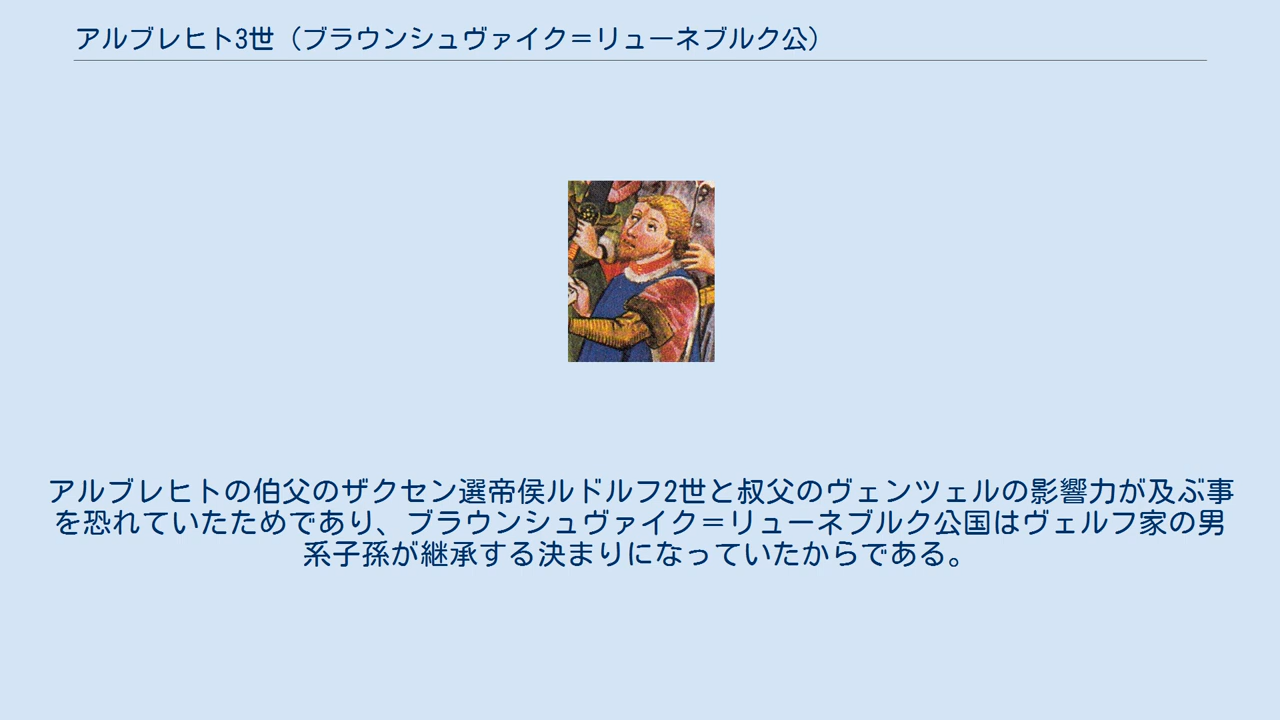 アルブレヒト3世（ブラウンシュヴァイク＝リューネブルク公）
アルブレヒトの伯父のザクセン選帝侯ルドルフ2世と叔父のヴェンツェルの影響力が及ぶ事
を恐れていたためであり、ブラウンシュヴァイク＝リューネブルク公国はヴェルフ家の男
系子孫が継承する決まりになっていたからである。